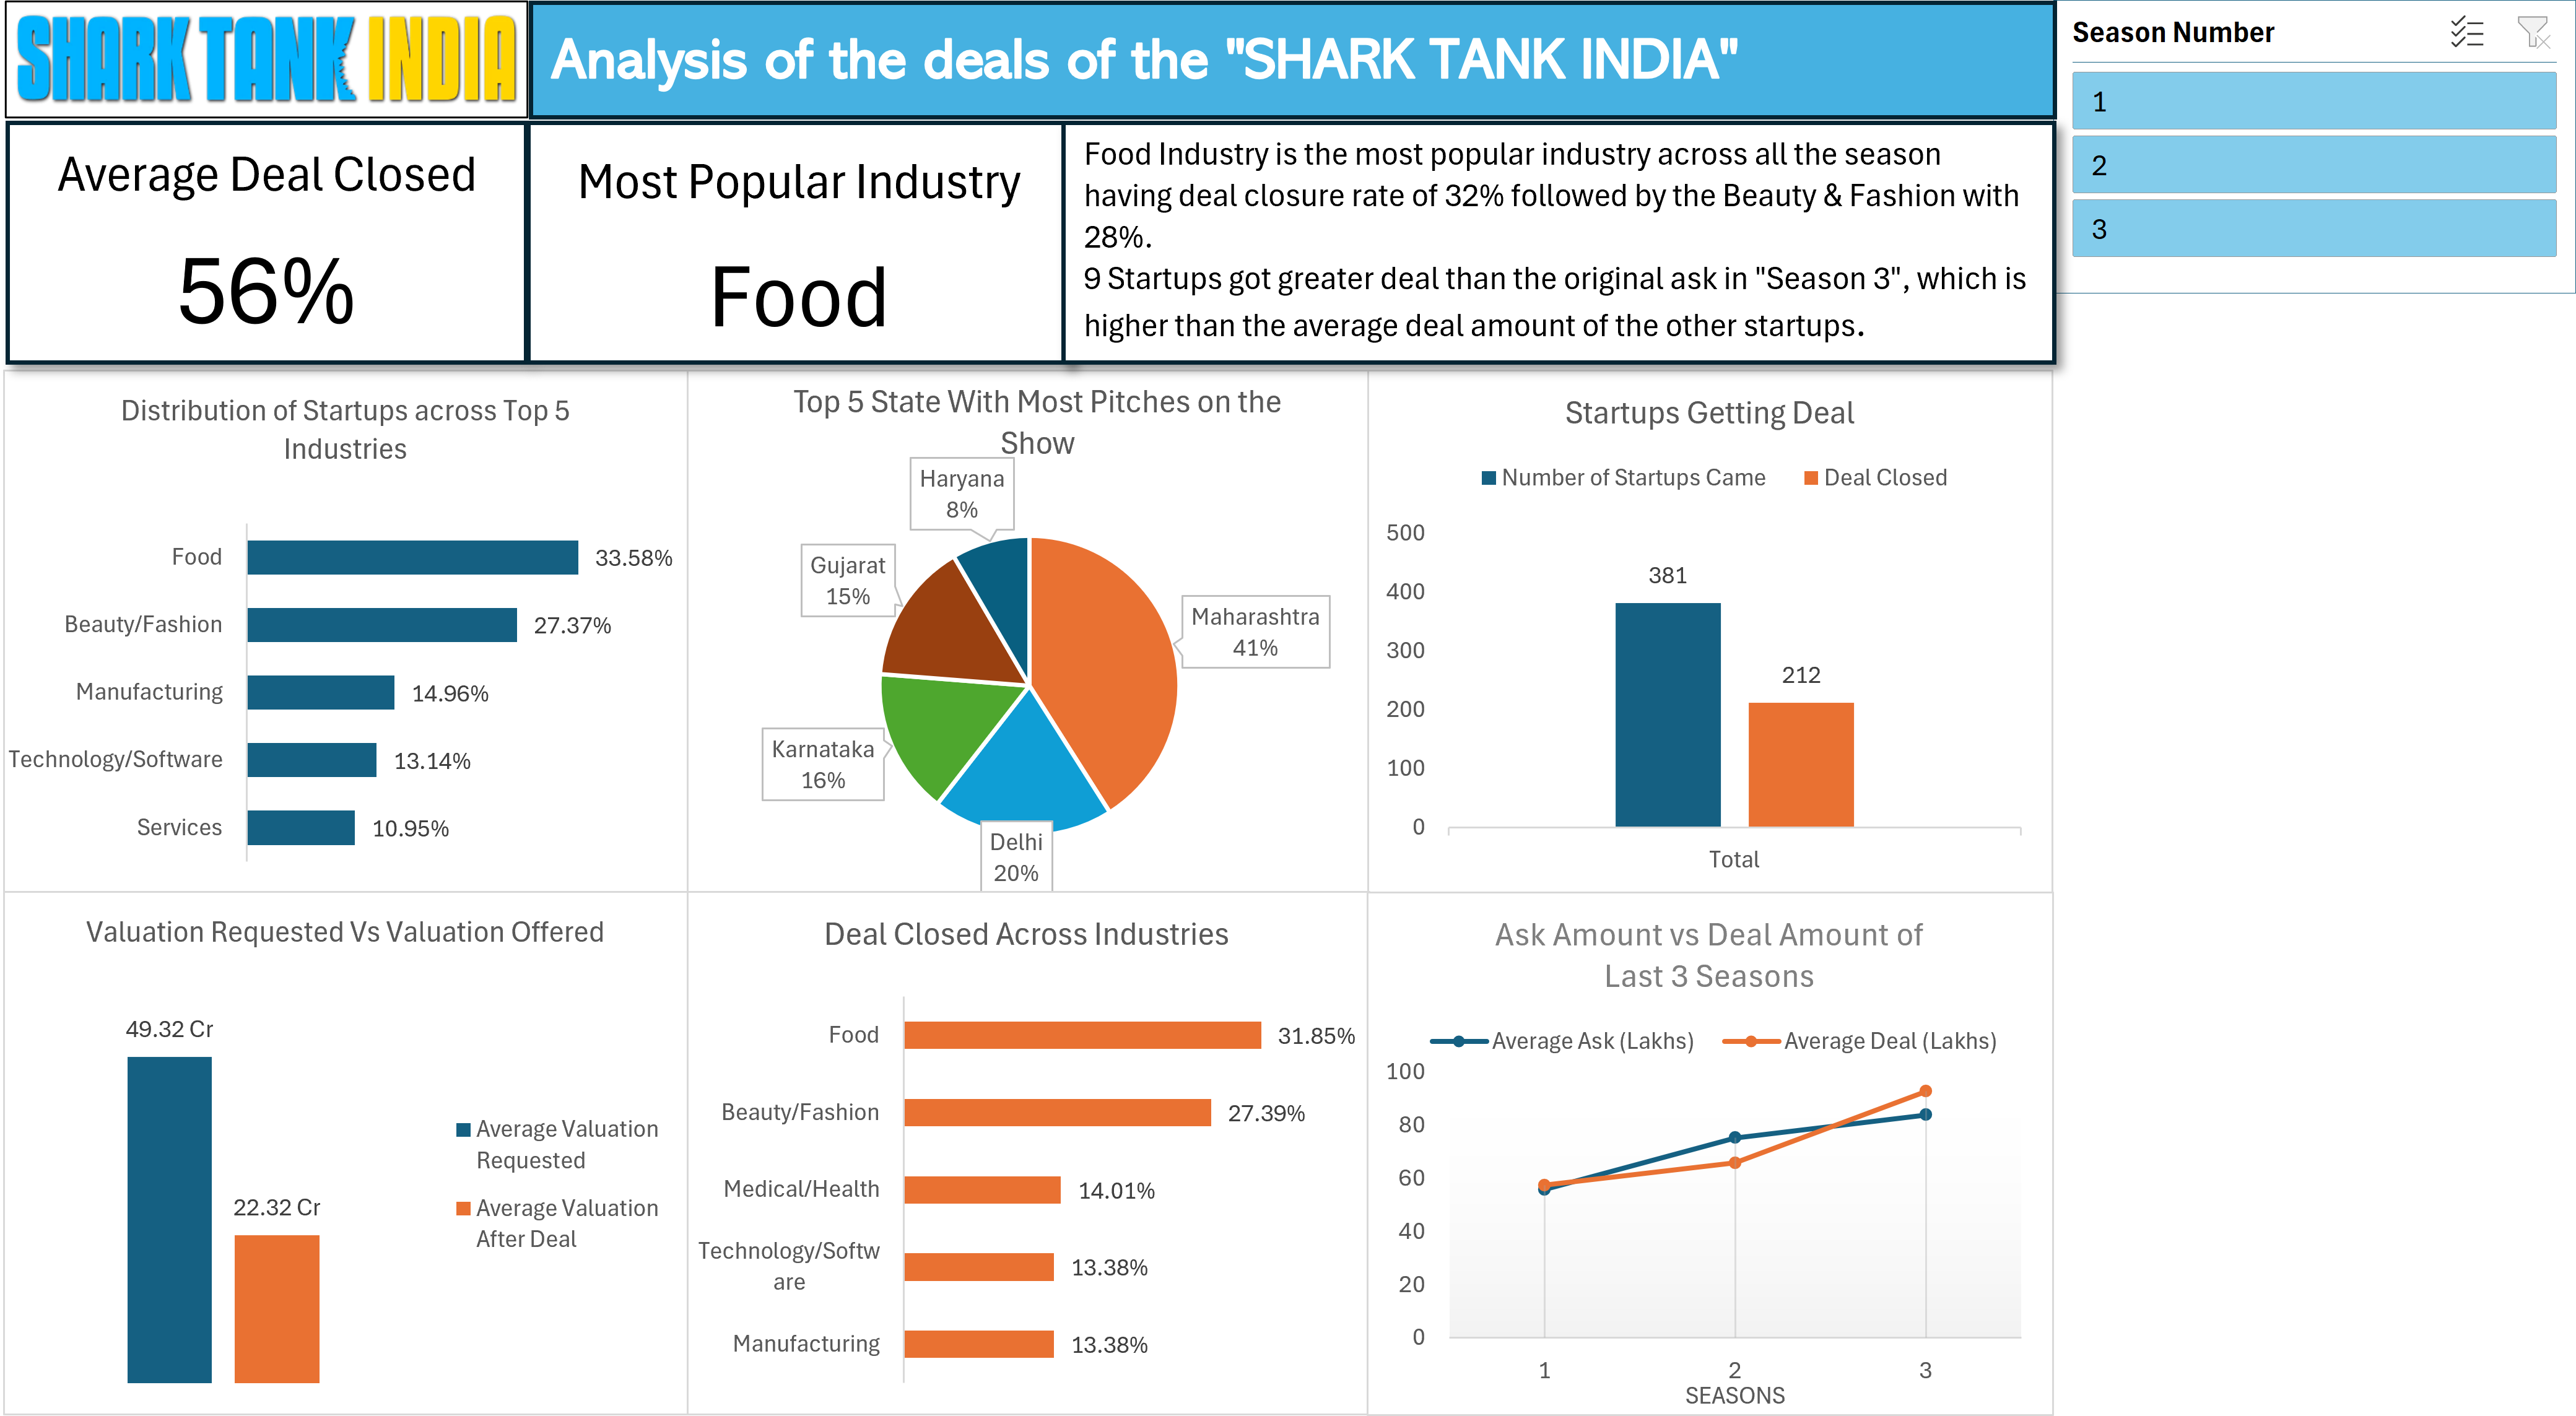 SHARK TANK INDIA
Analysis of the deals of the "SHARK TANK INDIA"
Season Number
1
2
3
Average Deal Closed
56%
Most Popular Industry
Food
Food Industry is the most popular industry across all the season
having deal closure rate of 32% followed by the Beauty & Fashion with
28%.
9 Startups got greater deal than the original ask in "Season 3", which is
higher than the average deal amount of the other startups.
Distribution of Startups across Top 5
Industries
Food
33.58%
Beauty/Fashion
27.37%
Manufacturing
14.96%
Technology/Software
13.14%
Services
10.95%
Top 5 State With Most Pitches on the
Show
Haryana
8%
Gujarat
15%
Maharashtra
41%
Karnataka
16%
Delhi
20%
Startups Getting Deal
Number of Startups Came
Deal Closed
500
400
300
200
100
0
381
212
Total
Valuation Requested Vs Valuation Offered
49.32 Cr
22.32 Cr
Average Valuation
Requested
Average Valuation
After Deal
Deal Closed Across Industries
Food
31.85%
Beauty/Fashion
27.39%
Medical/Health
14.01%
Technology/Softw
are
13.38%
Manufacturing
13.38%
Ask Amount vs Deal Amount of
Last 3 Seasons
Average Ask (Lakhs)
Average Deal (Lakhs)
100
80
60
40
20
0
1
2
3
SEASONS